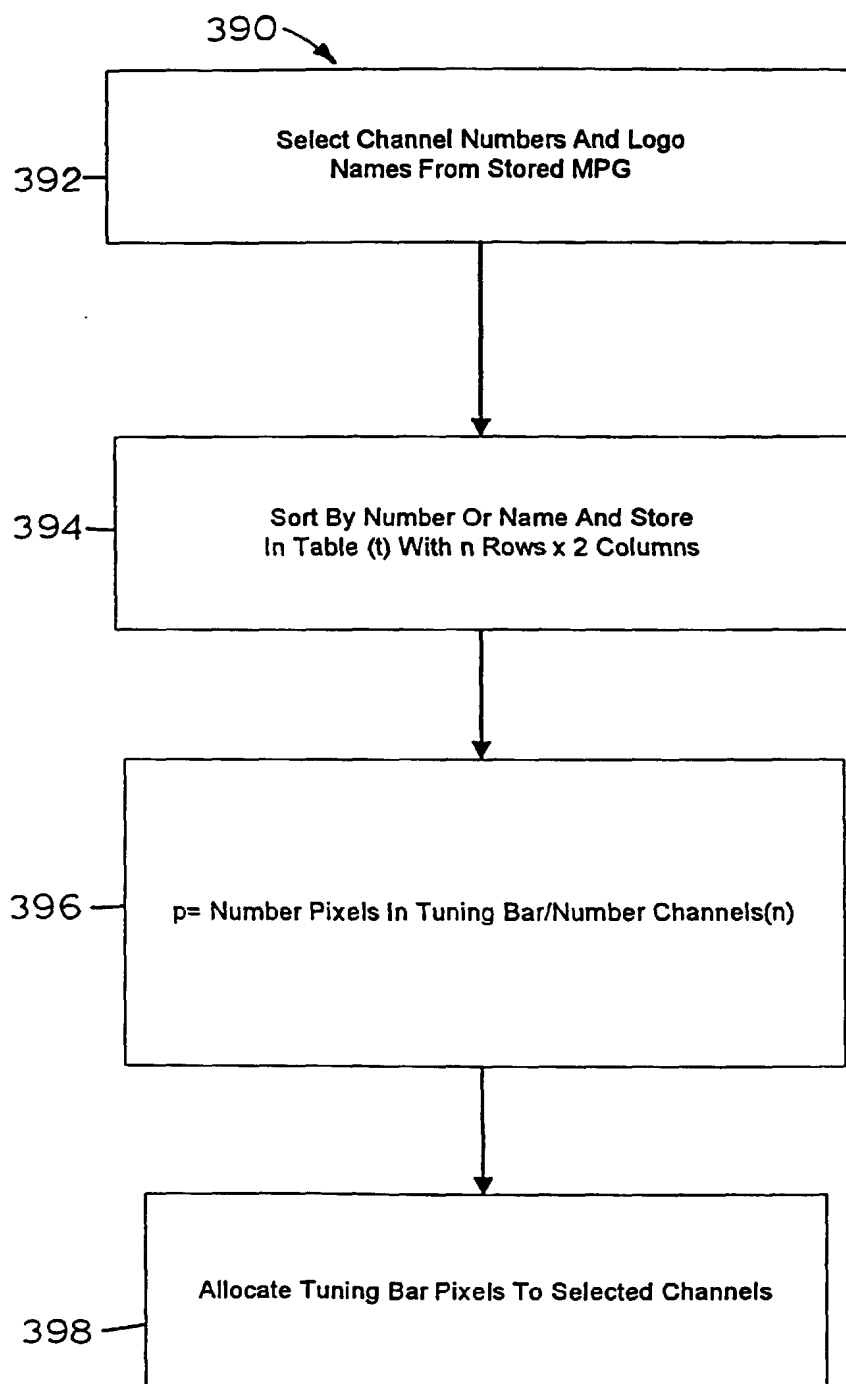 390
Select Channel Numbers And Logo
Names From Stored MPG
392
394
Sort By Number Or Name And Store
In Table (t) With n Rows x 2 Columns
396
p= Number Pixels In Tuning Bar/Number Channels(n)
Allocate Tuning Bar Pixels To Selected Channels
398